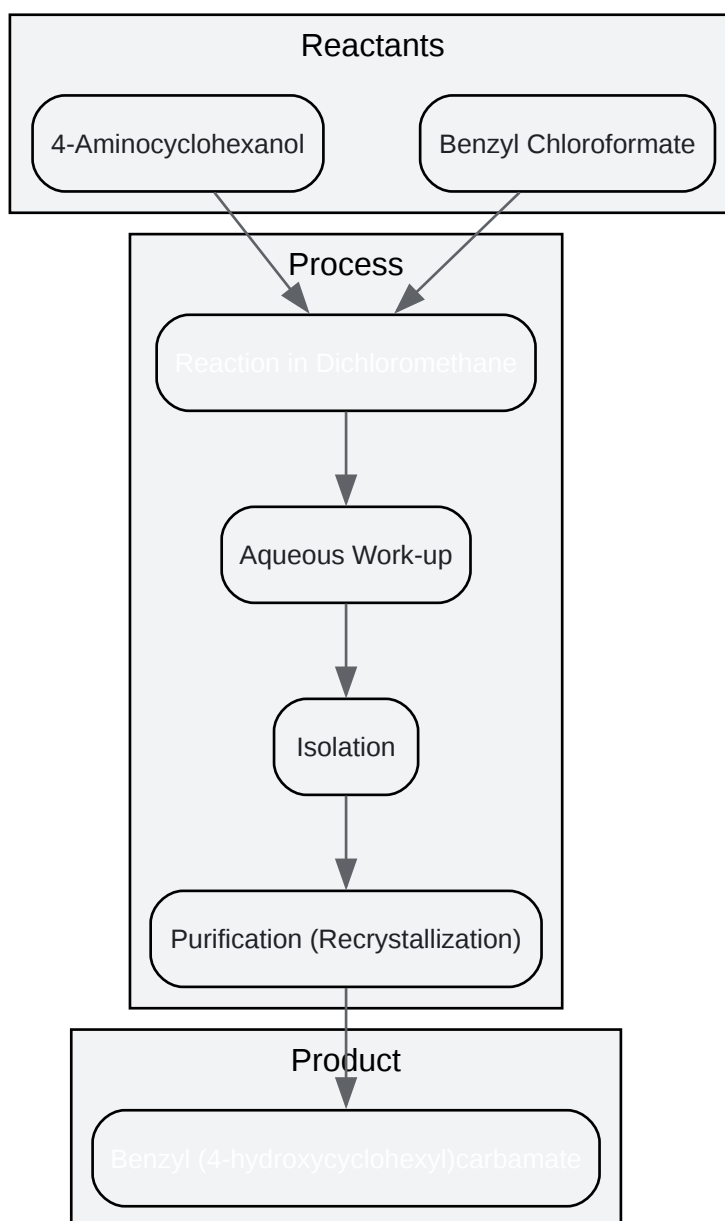 Reactants
4-Aminocyclohexanol
Benzyl Chloroformate
Process
Reaction in Dichloromethane
Aqueous Work-up
Isolation
Purification (Recrystallization)
Product
Benzyl (4-hydroxycyclohexyl)carbamate